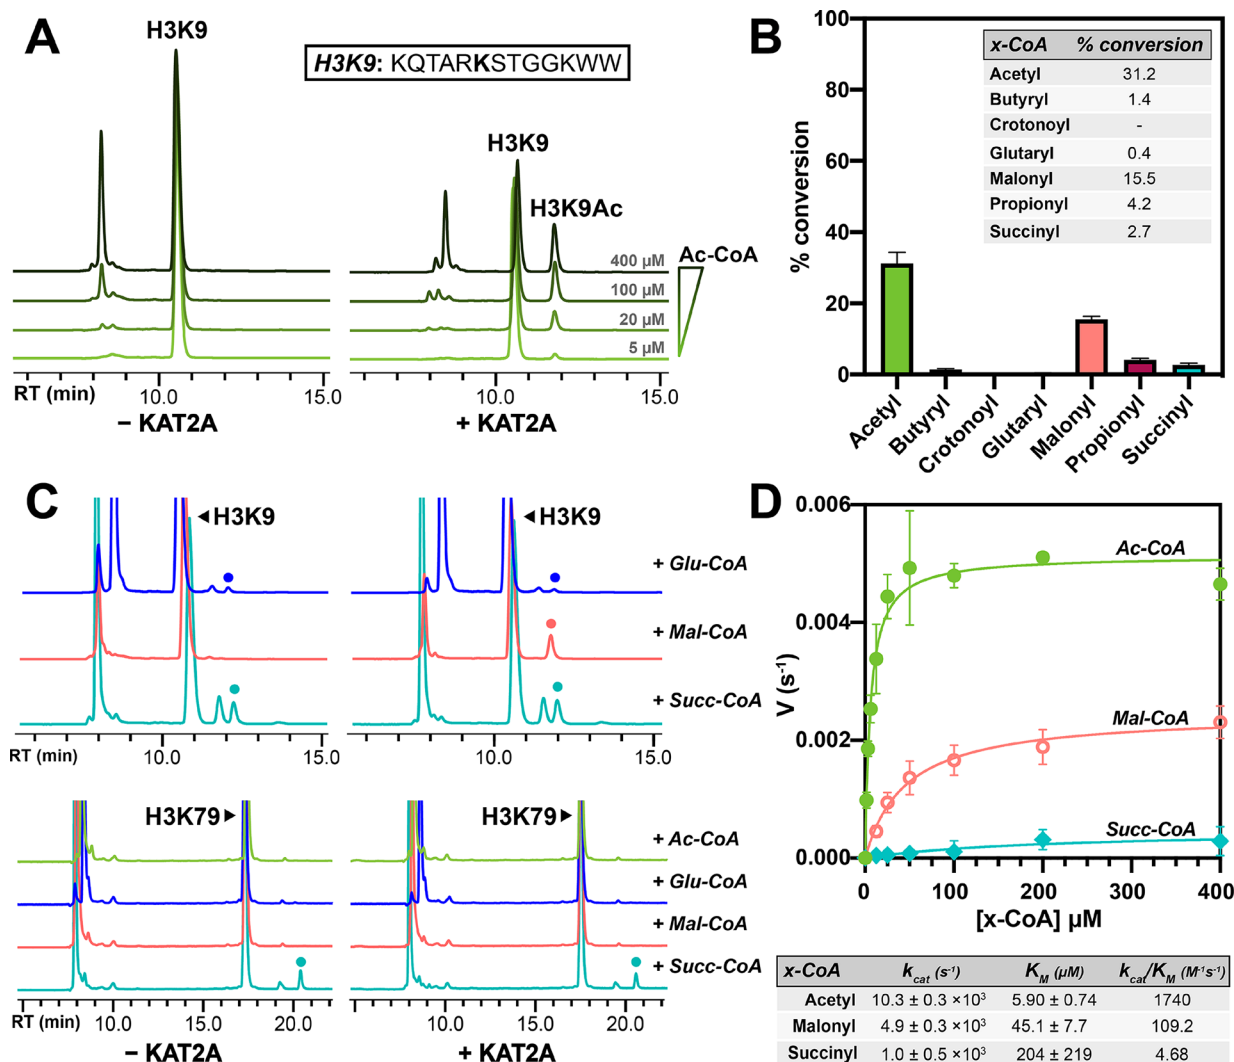 A
H3K9
H3K9: KQTARKSTGGKWW
H3K9
H3K9Ac
Ac-CoA
400 µM
100 µM
20 µM
5 µM
RT (min) 10.0 15.0 10.0 15.0
– KAT2A + KAT2A
B
% conversion
100
80
60
40
20
0
x-CoA % conversion
Acetyl 31.2
Butyryl 1.4
Crotonoyl -
Glutaryl 0.4
Malonyl 15.5
Propionyl 4.2
Succinyl 2.7
Acetyl
Butyryl
Crotonoyl
Glutaryl
Malonyl
Propionyl
Succinyl
C
H3K9 H3K9
+ Glu-CoA
+ Mal-CoA
+ Succ-CoA
RT (min) 10.0 15.0 10.0 15.0
H3K79 H3K79
+ Ac-CoA
+ Glu-CoA
+ Mal-CoA
+ Succ-CoA
RT (min) 10.0 15.0 20.0 10.0 15.0 20.0
– KAT2A + KAT2A
D
V (s⁻¹)
0.006
0.004
0.002
0.000
Ac-CoA
Mal-CoA
Succ-CoA
0 100 200 300 400
[x-CoA] µM
x-CoA kcat (s⁻¹) KM (µM) kcat/KM (M⁻¹s⁻¹)
Acetyl 10.3 ± 0.3 ×10³ 5.90 ± 0.74 1740
Malonyl 4.9 ± 0.3 ×10³ 45.1 ± 7.7 109.2
Succinyl 1.0 ± 0.5 ×10³ 204 ± 219 4.68